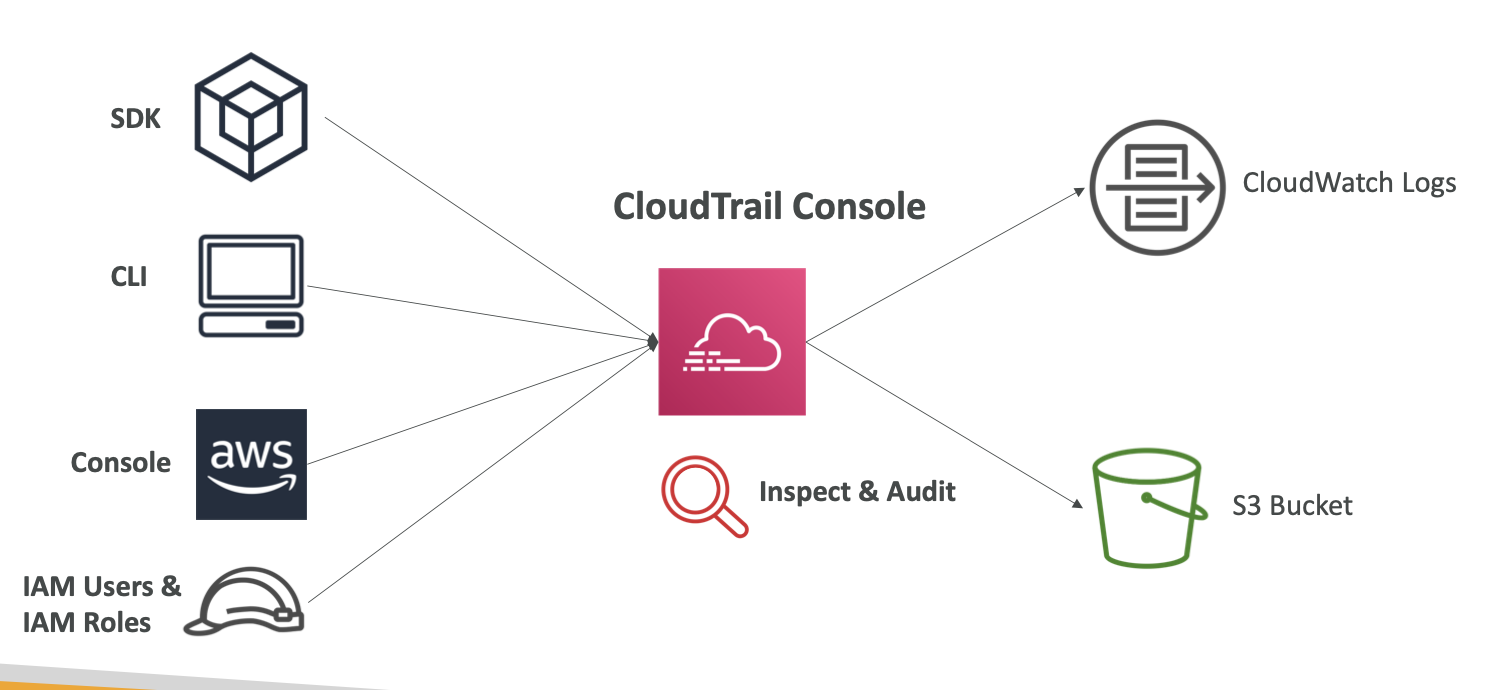 SDK
CLI
Console
aws
IAM Users &
IAM Roles
CloudTrail Console
Inspect & Audit
CloudWatch Logs
S3 Bucket